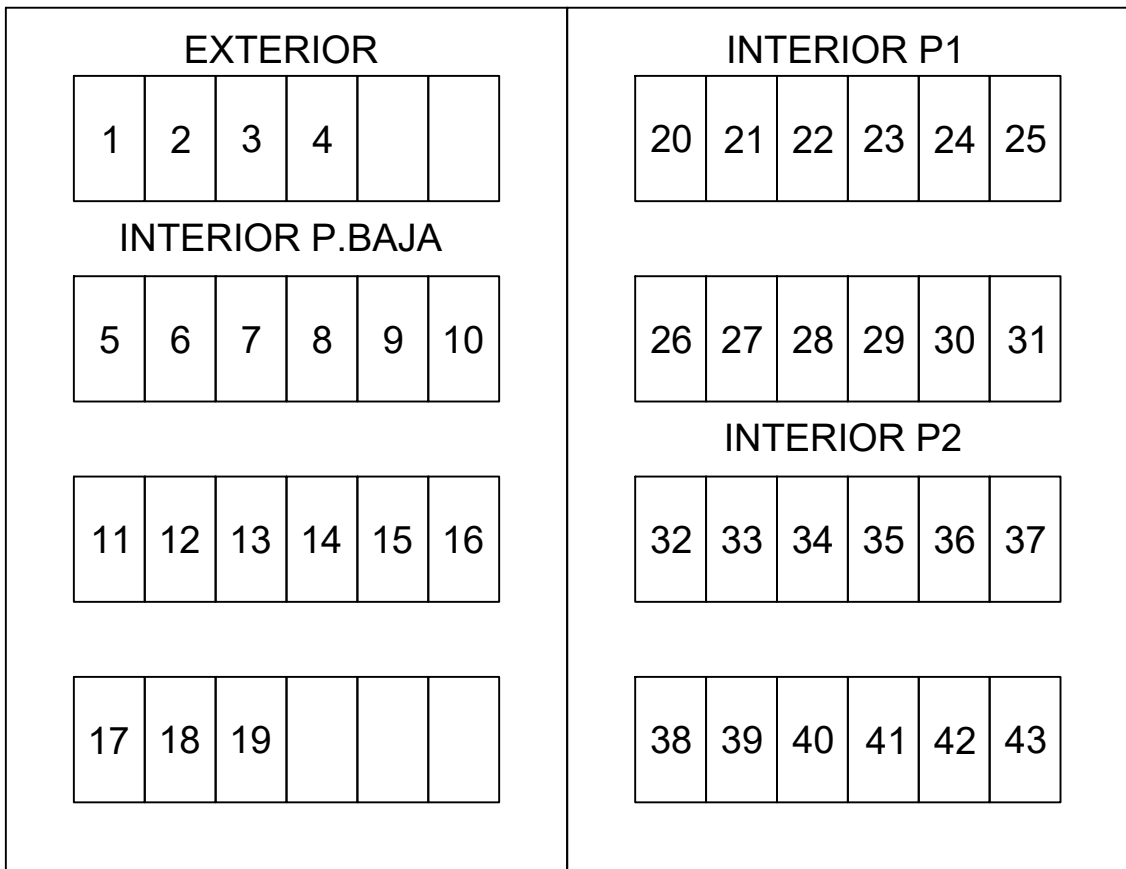 EXTERIOR
1 2 3 4
INTERIOR P.BAJA
5 6 7 8 9 10
11 12 13 14 15 16
17 18 19
INTERIOR P1
20 21 22 23 24 25
26 27 28 29 30 31
INTERIOR P2
32 33 34 35 36 37
38 39 40 41 42 43